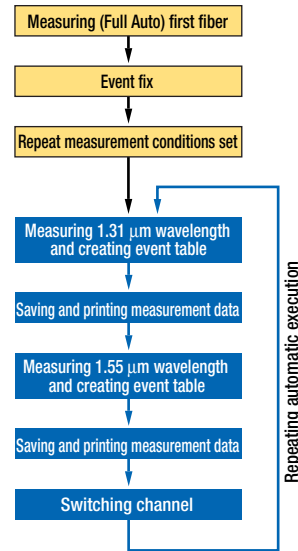 Measuring (Full Auto) first fiber
Event fix
Repeat measurement conditions set
Measuring 1.31 μm wavelength
and creating event table
Saving and printing measurement data
Measuring 1.55 μm wavelength
and creating event table
Saving and printing measurement data
Switching channel
Repeating automatic execution